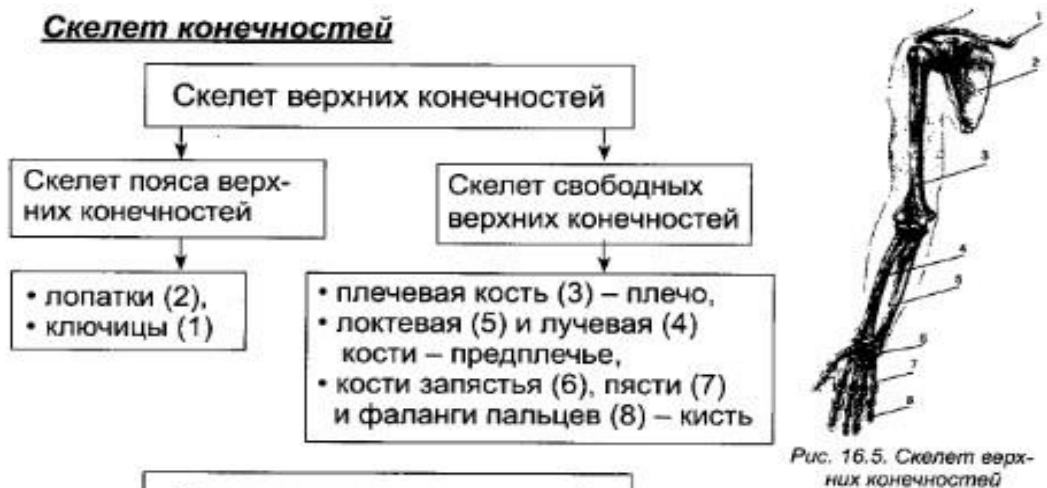 Скелет конечностей
Скелет верхних конечностей
Скелет пояса верх-
них конечностей
Скелет свободных
верхних конечностей
• лопатки (2),
• ключицы (1)
• плечевая кость (3) – плечо,
• локтевая (5) и лучевая (4)
кости – предплечье,
• кости запястья (6), пясти (7)
и фаланги пальцев (8) – кисть
1
2
3
4
5
6
7
8
Рис. 16.5. Скелет верх-
них конечностей